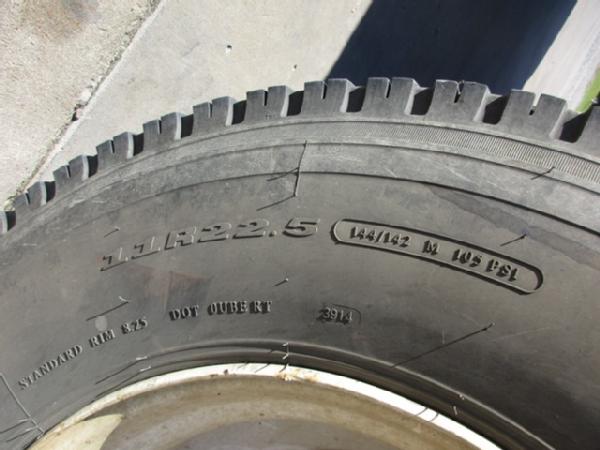 11R22.5
144/142 M 105 PSI
STANDARD RIM 8.25 DOT 0UBE RT 3914